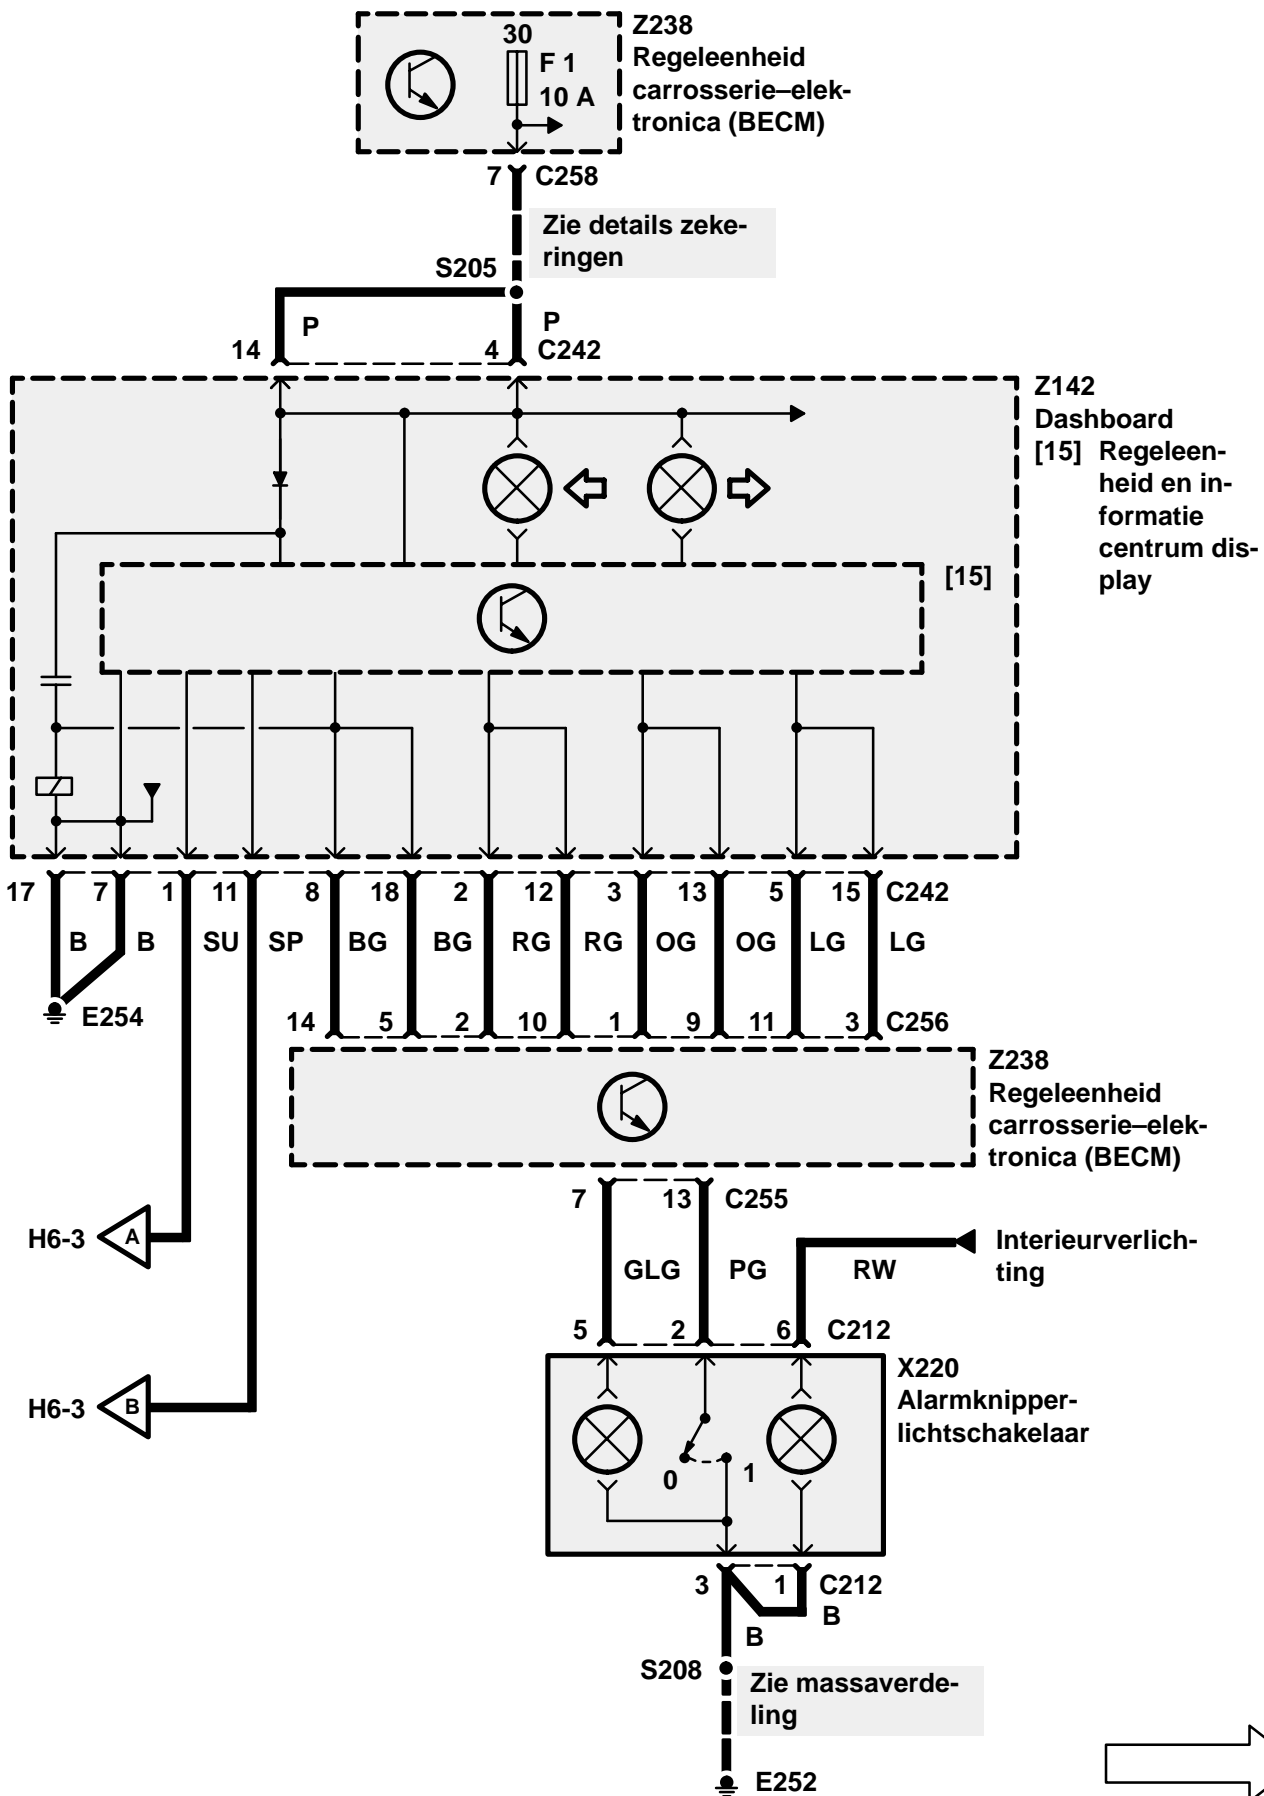 30
F 1
10 A
Z238
Regeleenheid
carrosserie–elek-
tronica (BECM)
7 C258
Zie details zeke-
ringen
S205
P P
14 4 C242
Z142
Dashboard
[15] Regeleen-
heid en in-
formatie
centrum dis-
play
[15]
17 7 1 11 8 18 2 12 3 13 5 15 C242
B B SU SP BG BG RG RG OG OG LG LG
E254
14 5 2 10 1 9 11 3 C256
Z238
Regeleenheid
carrosserie–elek-
tronica (BECM)
7 13 C255
H6-3 A
Interieurverlich-
ting
GLG PG RW
5 2 6 C212
X220
Alarmknipper-
lichtschakelaar
H6-3 B
0 1
3 1 C212
B
B
S208
Zie massaverde-
ling
E252